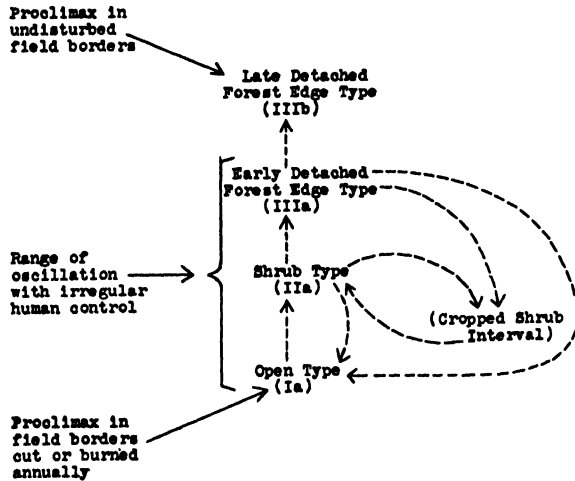 Proclimax in
undisturbed
field borders
Late Detached
Forest Edge Type
(IIIb)
Early Detached
Forest Edge Type
(IIIa)
Range of
oscillation
with irregular
human control
Shrub Type
(IIa)
(Cropped Shrub
Interval)
Open Type
(Ia)
Proclimax in
field borders
cut or burned
annually